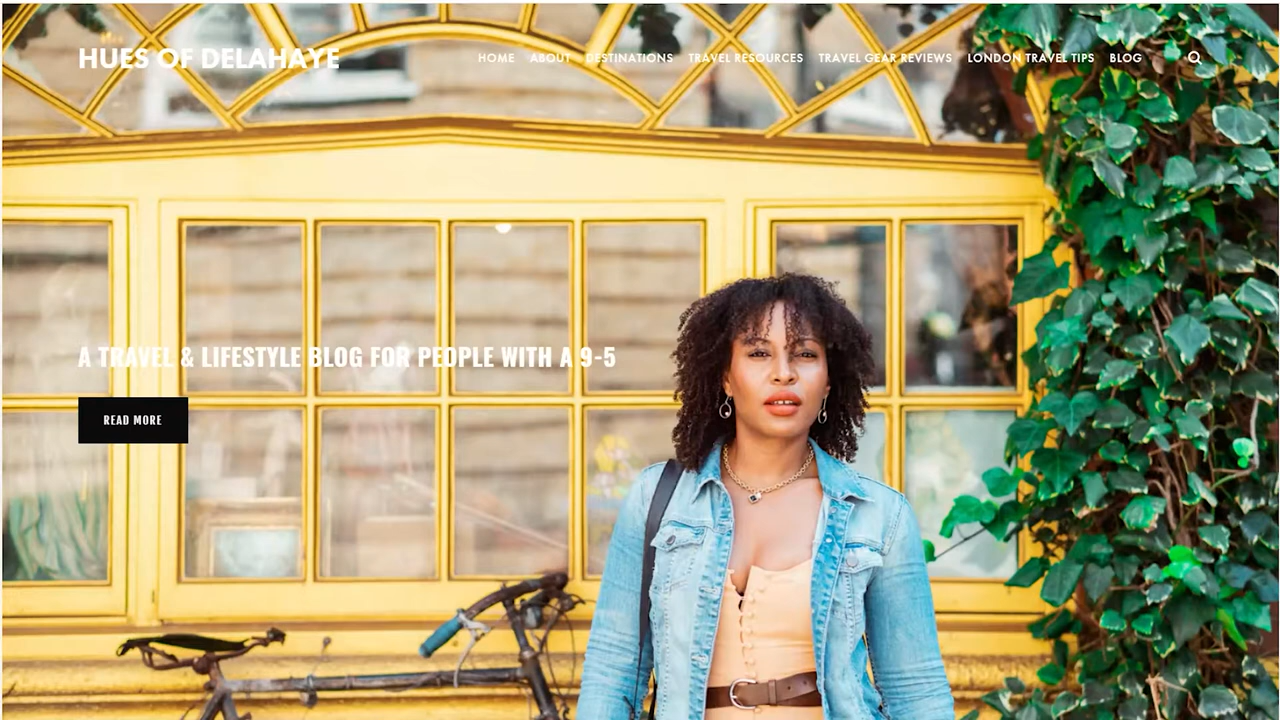 HUES OF DELAHAYE
HOME ABOUT DESTINATIONS TRAVEL RESOURCES TRAVEL GEAR REVIEWS LONDON TRAVEL TIPS BLOG
A TRAVEL & LIFESTYLE BLOG FOR PEOPLE WITH A 9-5
READ MORE